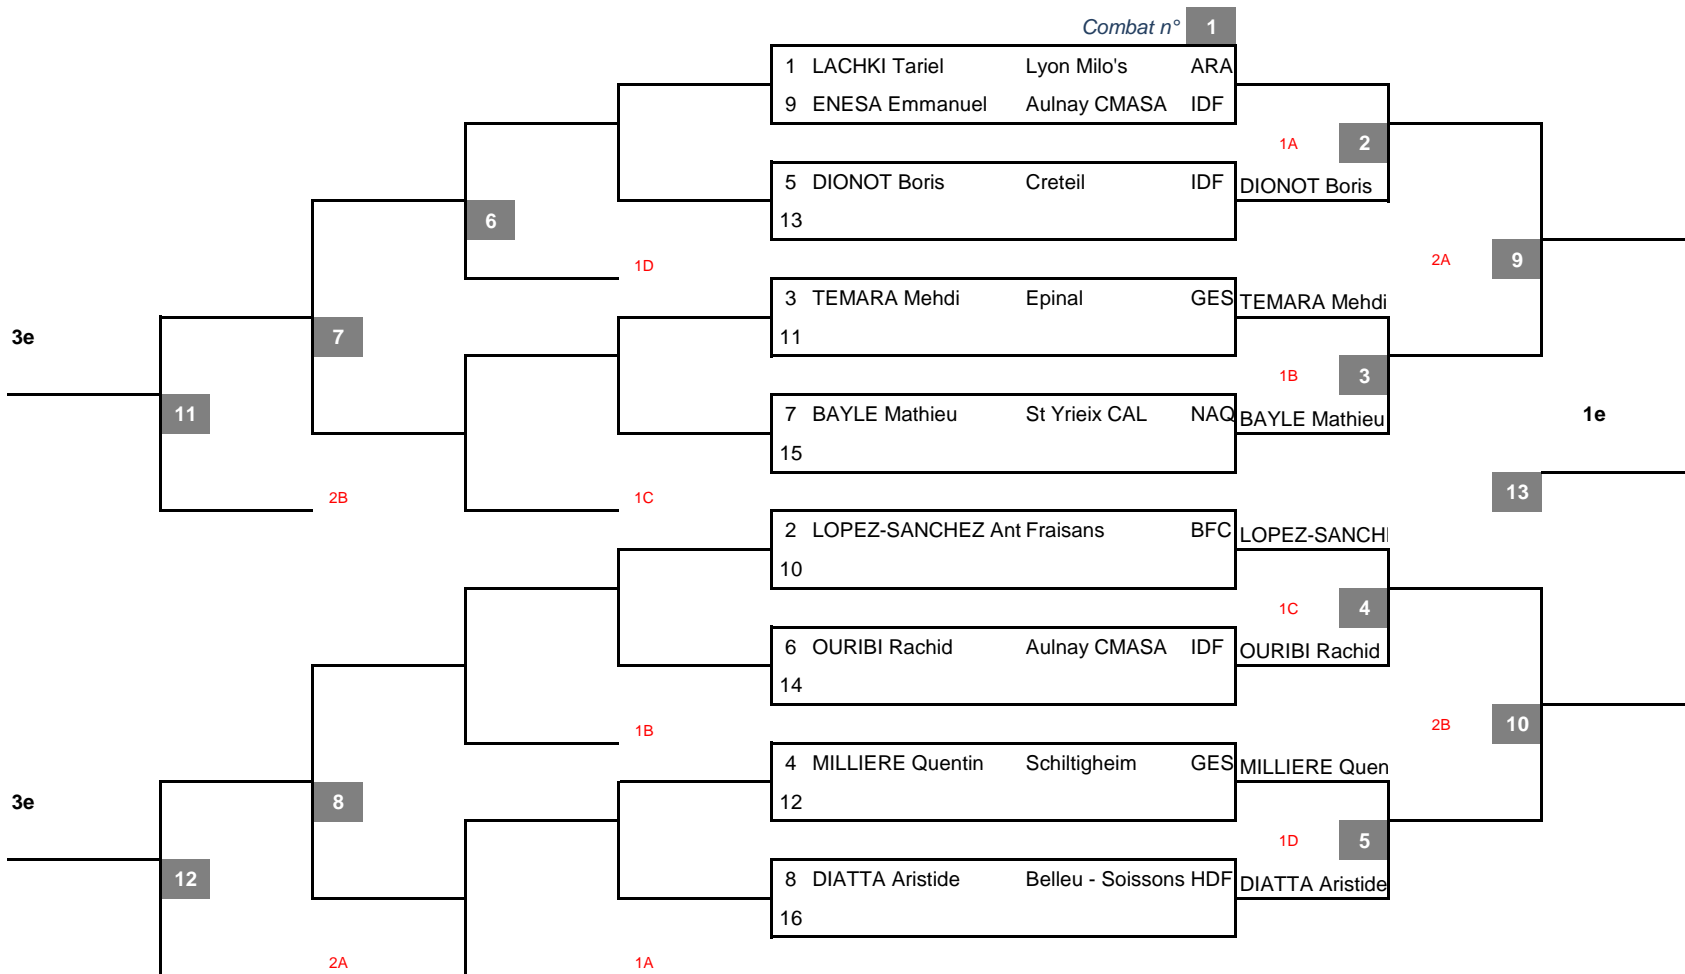 Combat n° 1
1 LACHKI Tariel Lyon Milo's ARA
9 ENESA Emmanuel Aulnay CMASA IDF
1A 2
5 DIONOT Boris Creteil IDF DIONOT Boris
6 13
1D 2A 9
3 TEMARA Mehdi Epinal GES TEMARA Mehdi
3e 7 11
1B 3
11 7 BAYLE Mathieu St Yrieix CAL NAQ BAYLE Mathieu 1e
15
2B 1C 13
2 LOPEZ-SANCHEZ Ant Fraisans BFC LOPEZ-SANCH
10
1C 4
6 OURIBI Rachid Aulnay CMASA IDF OURIBI Rachid
14
1B 2B 10
4 MILLIERE Quentin Schiltigheim GES MILLIERE Quen
3e 8 12
1D 5
12 8 DIATTA Aristide Belleu - Soissons HDF DIATTA Aristide
16
2A 1A